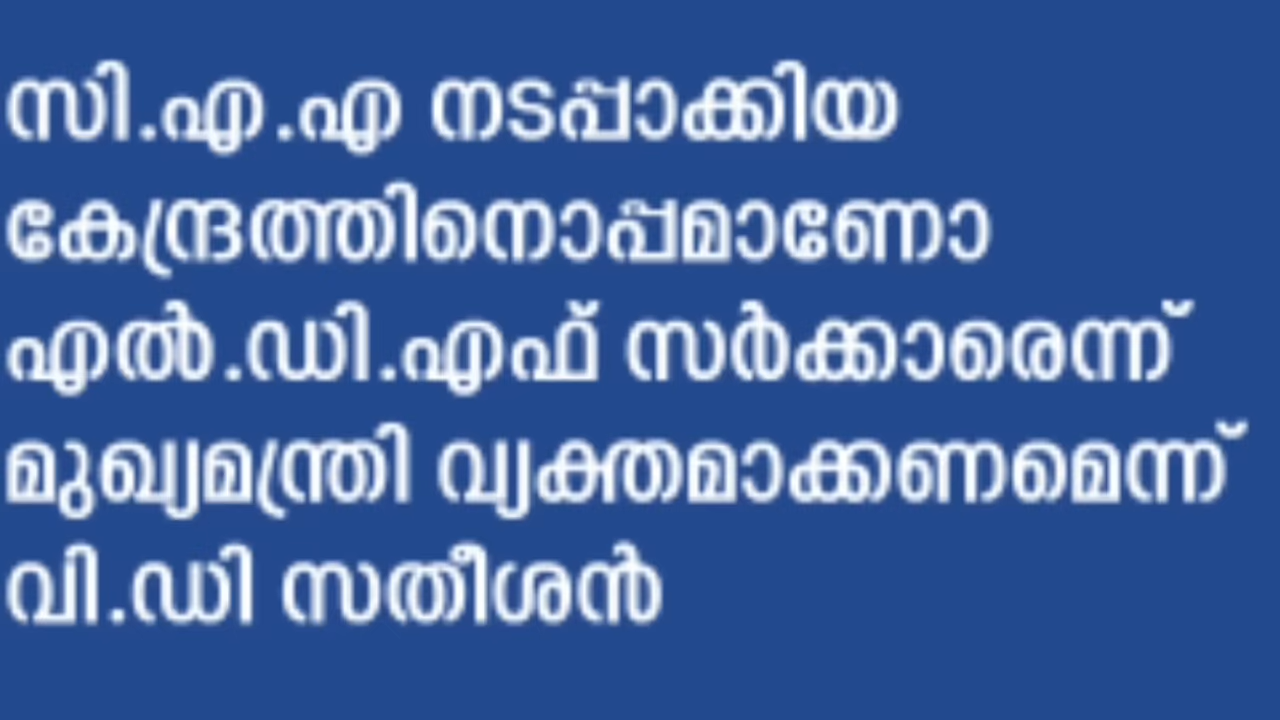 സി.എ.എ നടപ്പാക്കിയ
കേന്ദ്രത്തിനൊപ്പമാണോ
എൽ.ഡി.എഫ് സർക്കാരെന്ന്
മുഖ്യമന്ത്രി വ്യക്തമാക്കണമെന്ന്
വി.ഡി സതീശൻ